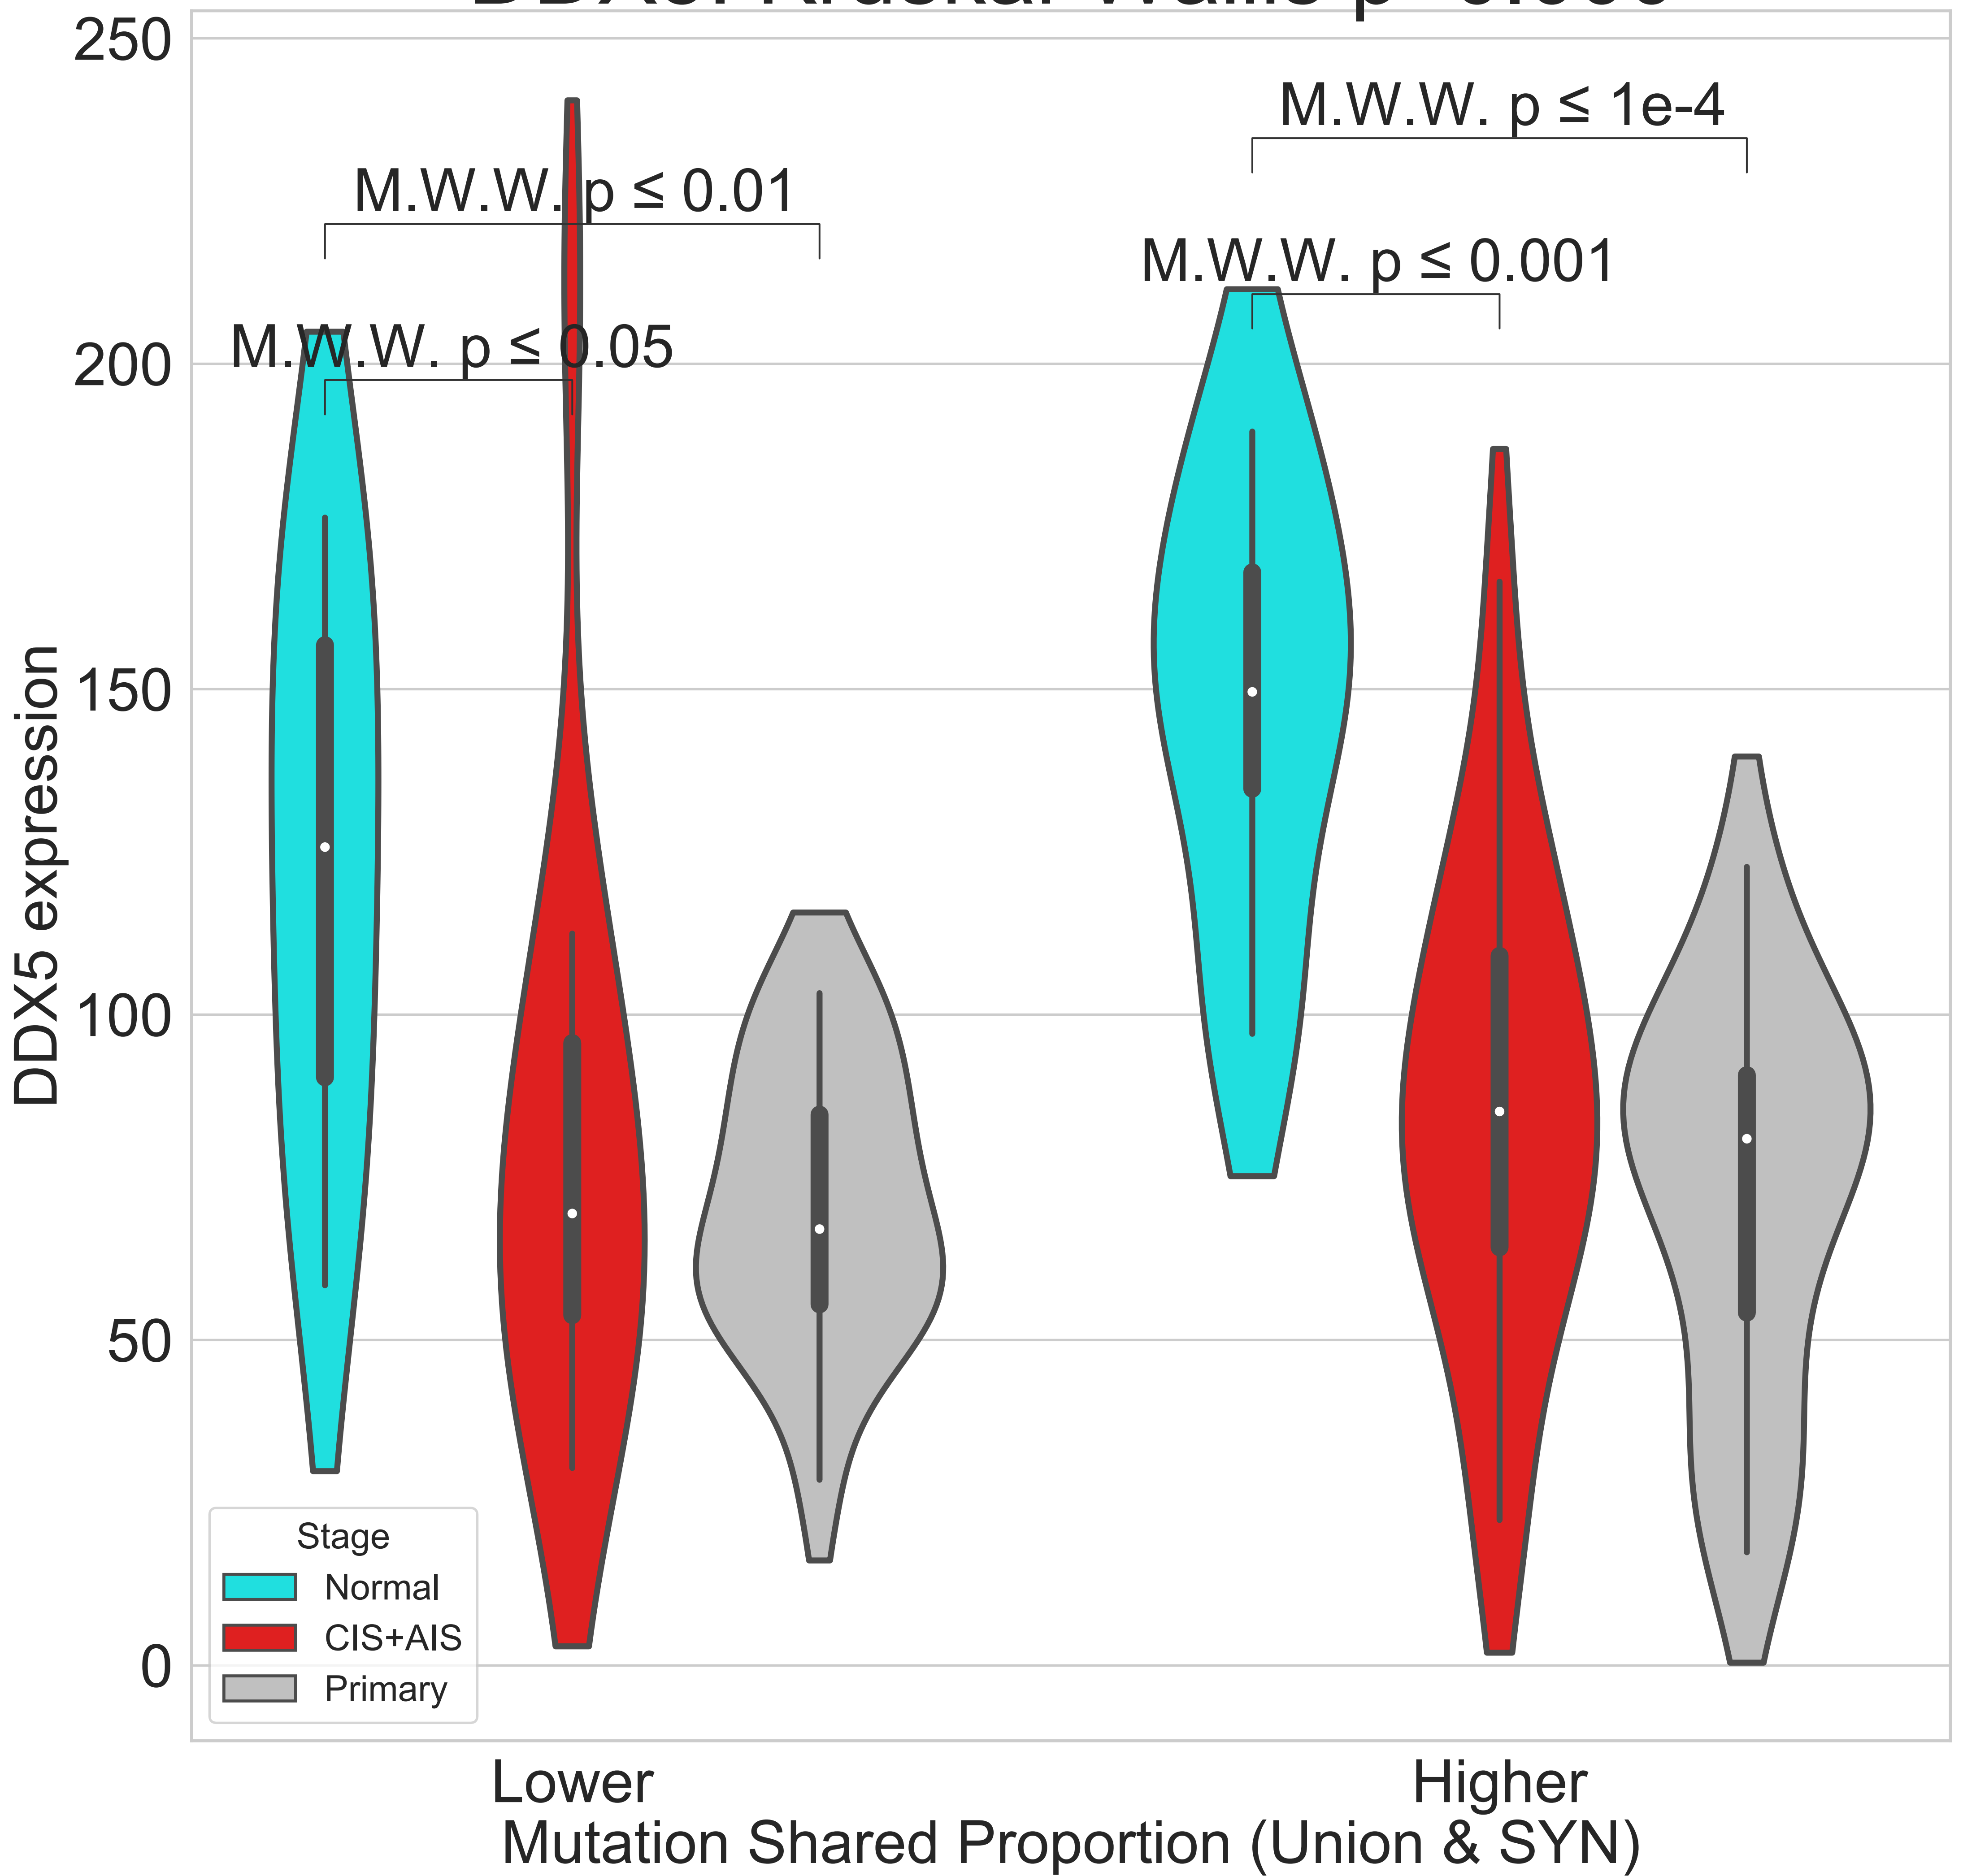 250
200
150
100
50
0
DDX5 expression
M.W.W. p ≤ 0.01
M.W.W. p ≤ 0.05
M.W.W. p ≤ 1e-4
M.W.W. p ≤ 0.001
Stage
Normal
CIS+AIS
Primary
Lower
Higher
Mutation Shared Proportion (Union & SYN)